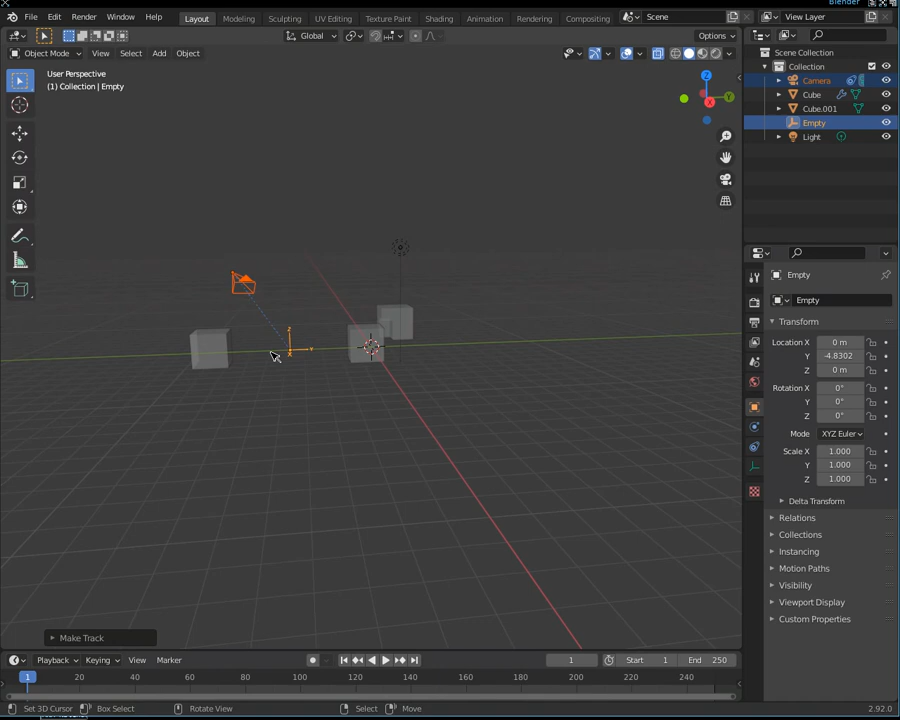 Blender
File Edit Render Window Help Layout Modeling Sculpting UV Editing Texture Paint Shading Animation Rendering Compositing Scene View Layer
Global Options
Object Mode View Select Add Object
User Perspective
(1) Collection | Empty
Z
Y
X
Z
Y
X
Scene Collection
Collection
Camera
Cube
Cube.001
Empty
Light
Empty
Empty
Transform
Location X 0 m
Y -4.8302
Z 0 m
Rotation X 0°
Y 0°
Z 0°
Mode XYZ Euler
Scale X 1.000
Y 1.000
Z 1.000
Delta Transform
Relations
Collections
Instancing
Motion Paths
Visibility
Viewport Display
Custom Properties
Make Track
Playback Keying View Marker 1 Start 1 End 250
1 20 40 60 80 100 120 140 160 180 200 220 240
Set 3D Cursor Box Select Rotate View Select Move 2.92.0